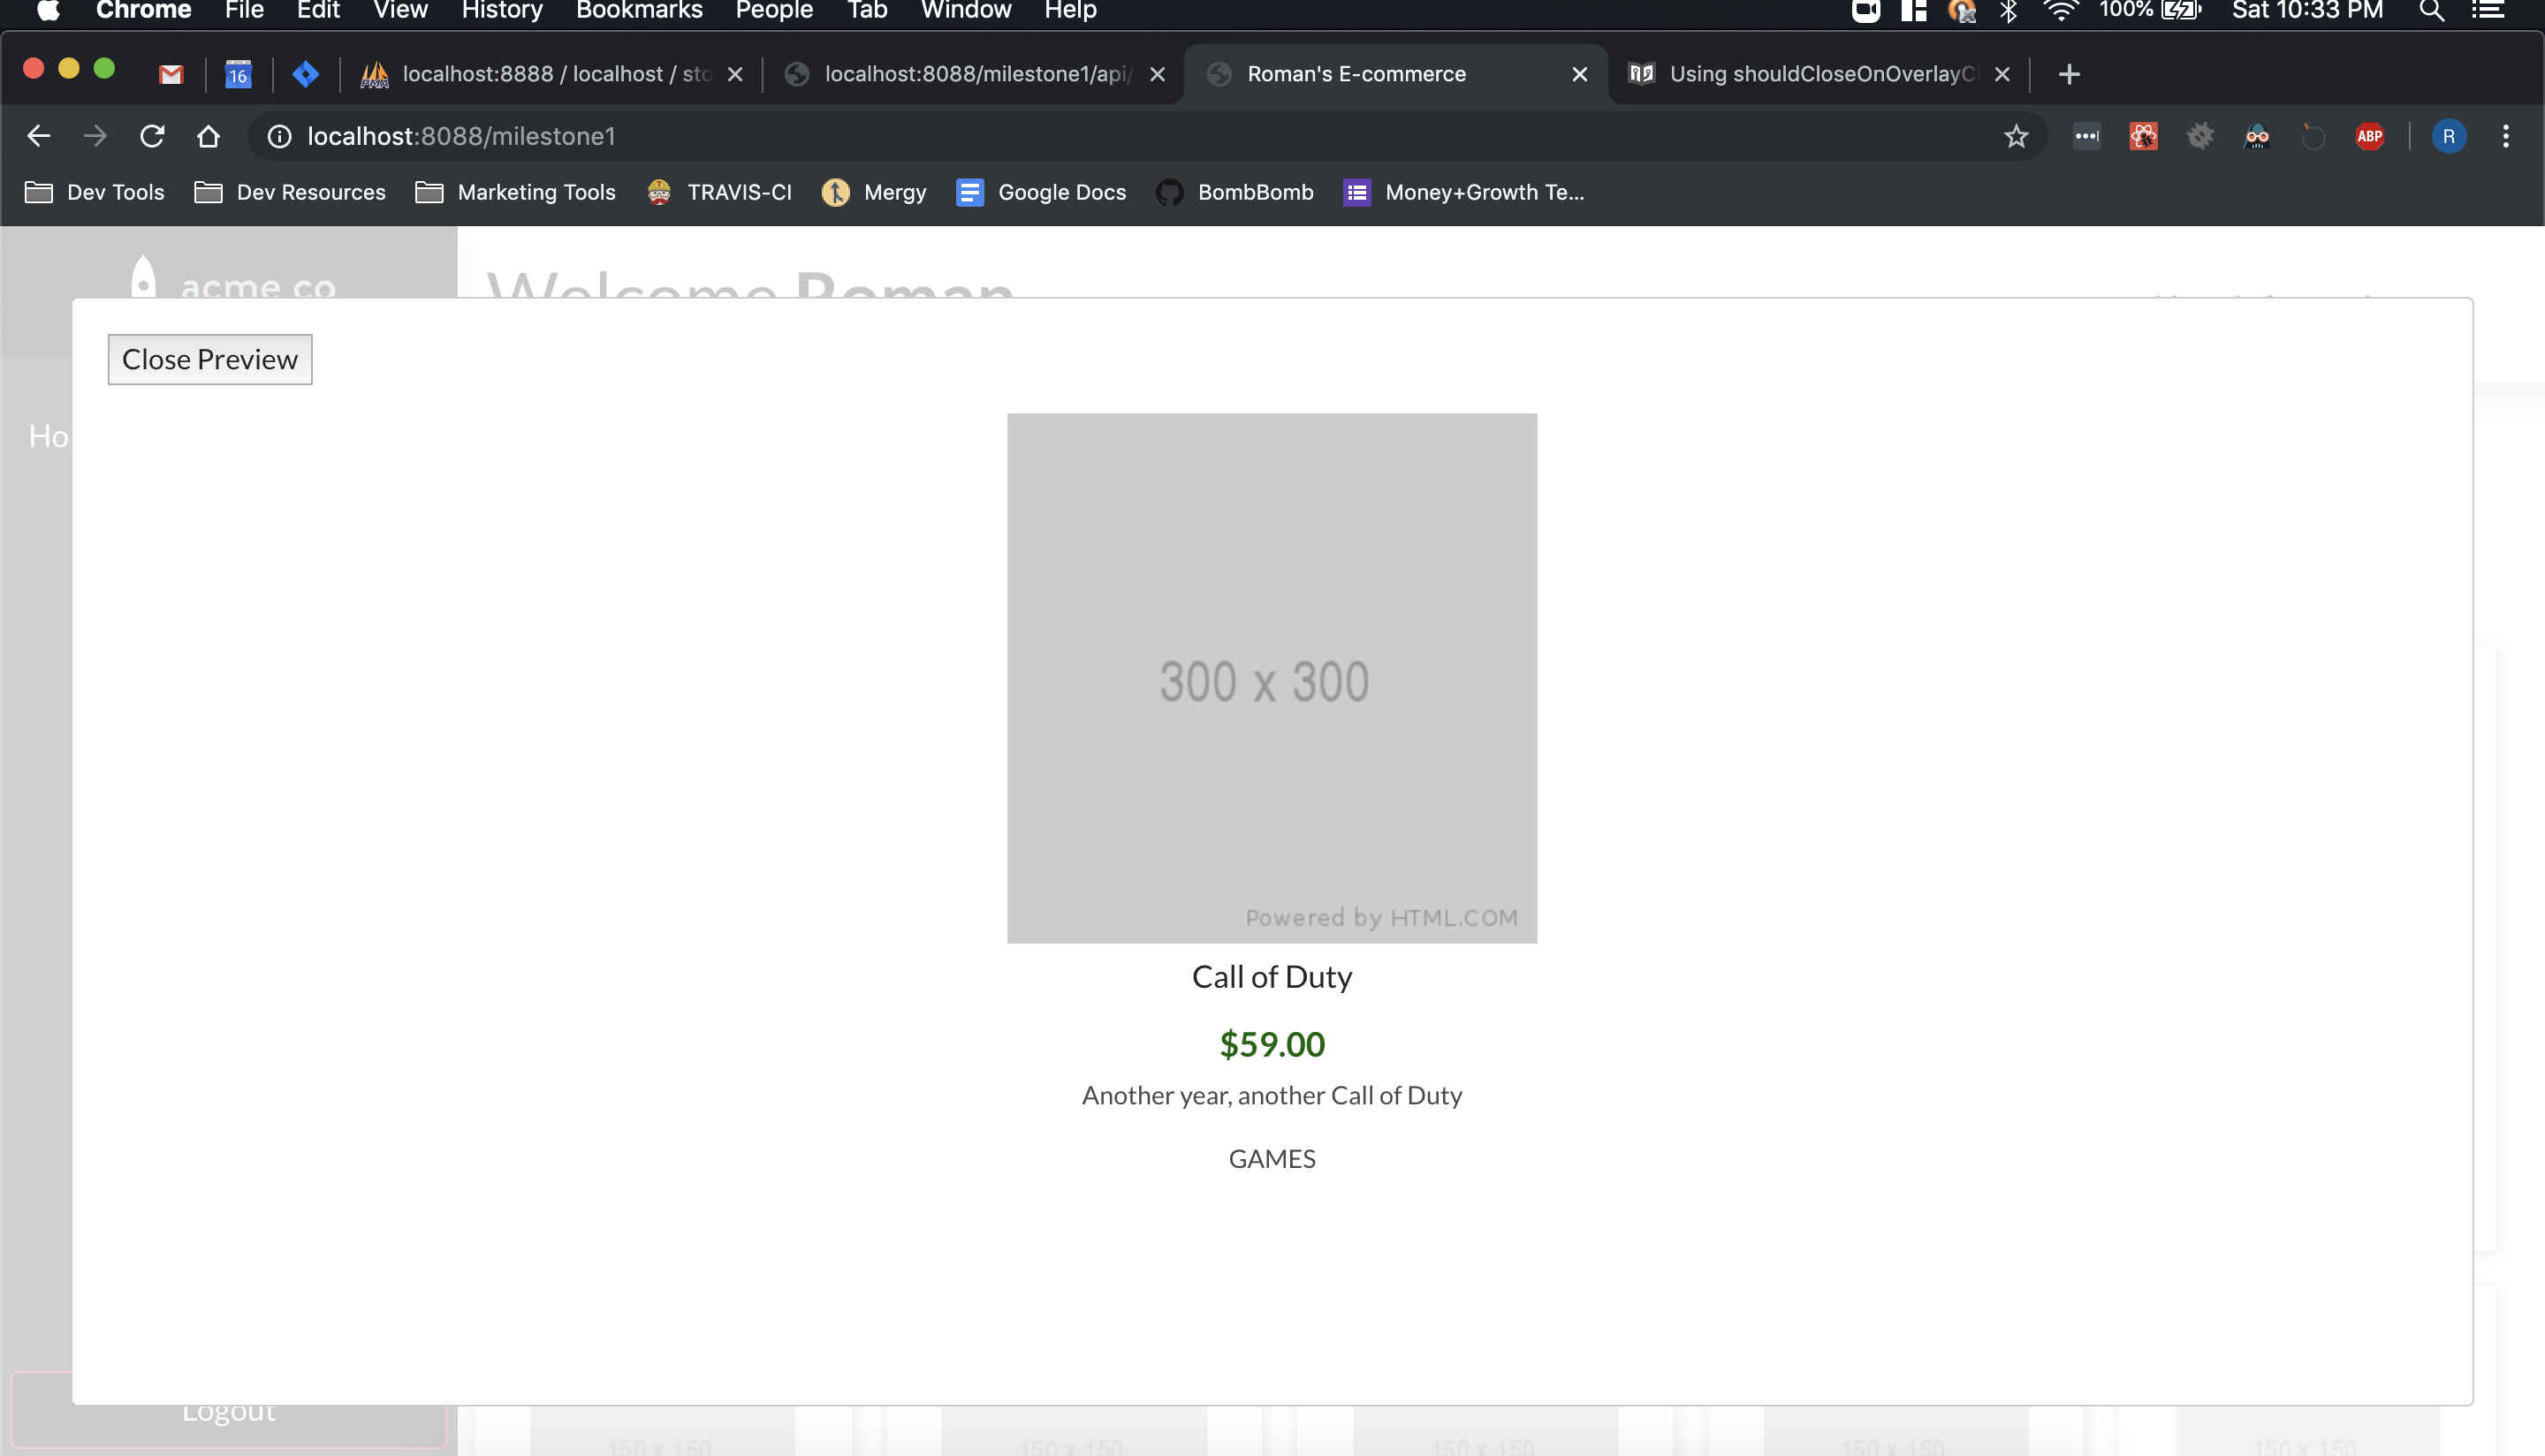 Chrome File Edit View History Bookmarks People Tab Window Help 100% Sat 10:33 PM
16 localhost:8888 / localhost / sto localhost:8088/milestone1/api/ Roman's E-commerce Using shouldCloseOnOverlayCl
localhost:8088/milestone1 ABP R
Dev Tools Dev Resources Marketing Tools TRAVIS-CI Mergy Google Docs BombBomb Money+Growth Te...
acme co Welcome Roman
Close Preview
Ho
300 x 300
Powered by HTML.COM
Call of Duty
$59.00
Another year, another Call of Duty
GAMES
Logout
150 x 150 150 x 150 150 x 150 150 x 150 150 x 150